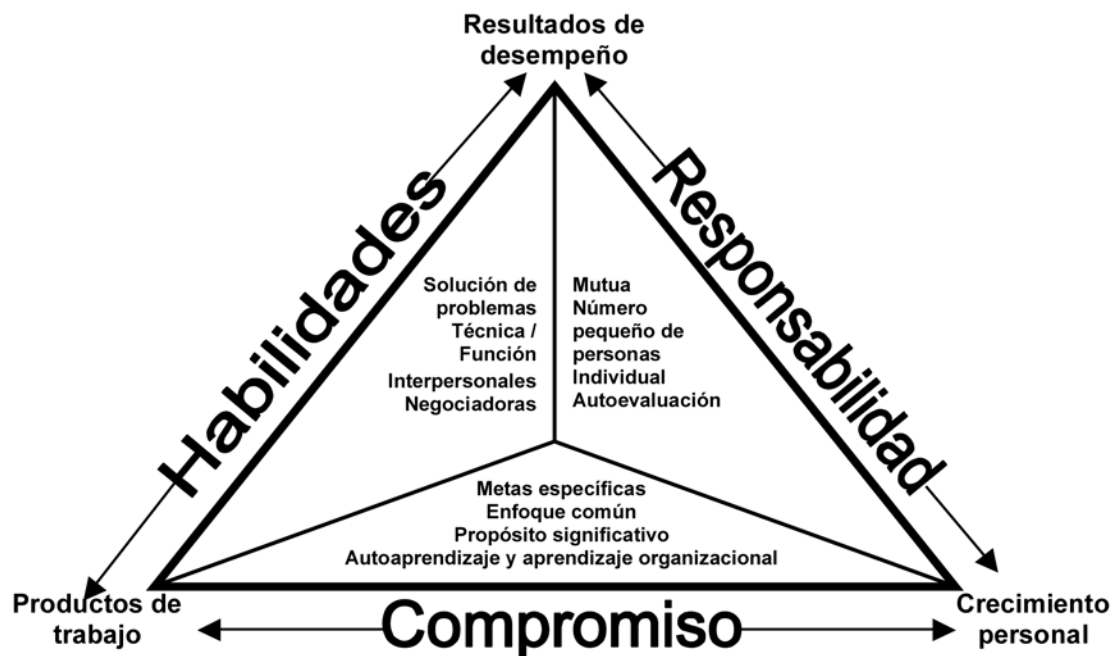 Resultados de
desempeño
Habilidades
Responsabilidad
Solución de
problemas
Técnica /
Función
Interpersonales
Negociadoras
Mutua
Número
pequeño de
personas
Individual
Autoevaluación
Metas específicas
Enfoque común
Propósito significativo
Autoaprendizaje y aprendizaje organizacional
Productos de
trabajo
Compromiso
Crecimiento
personal